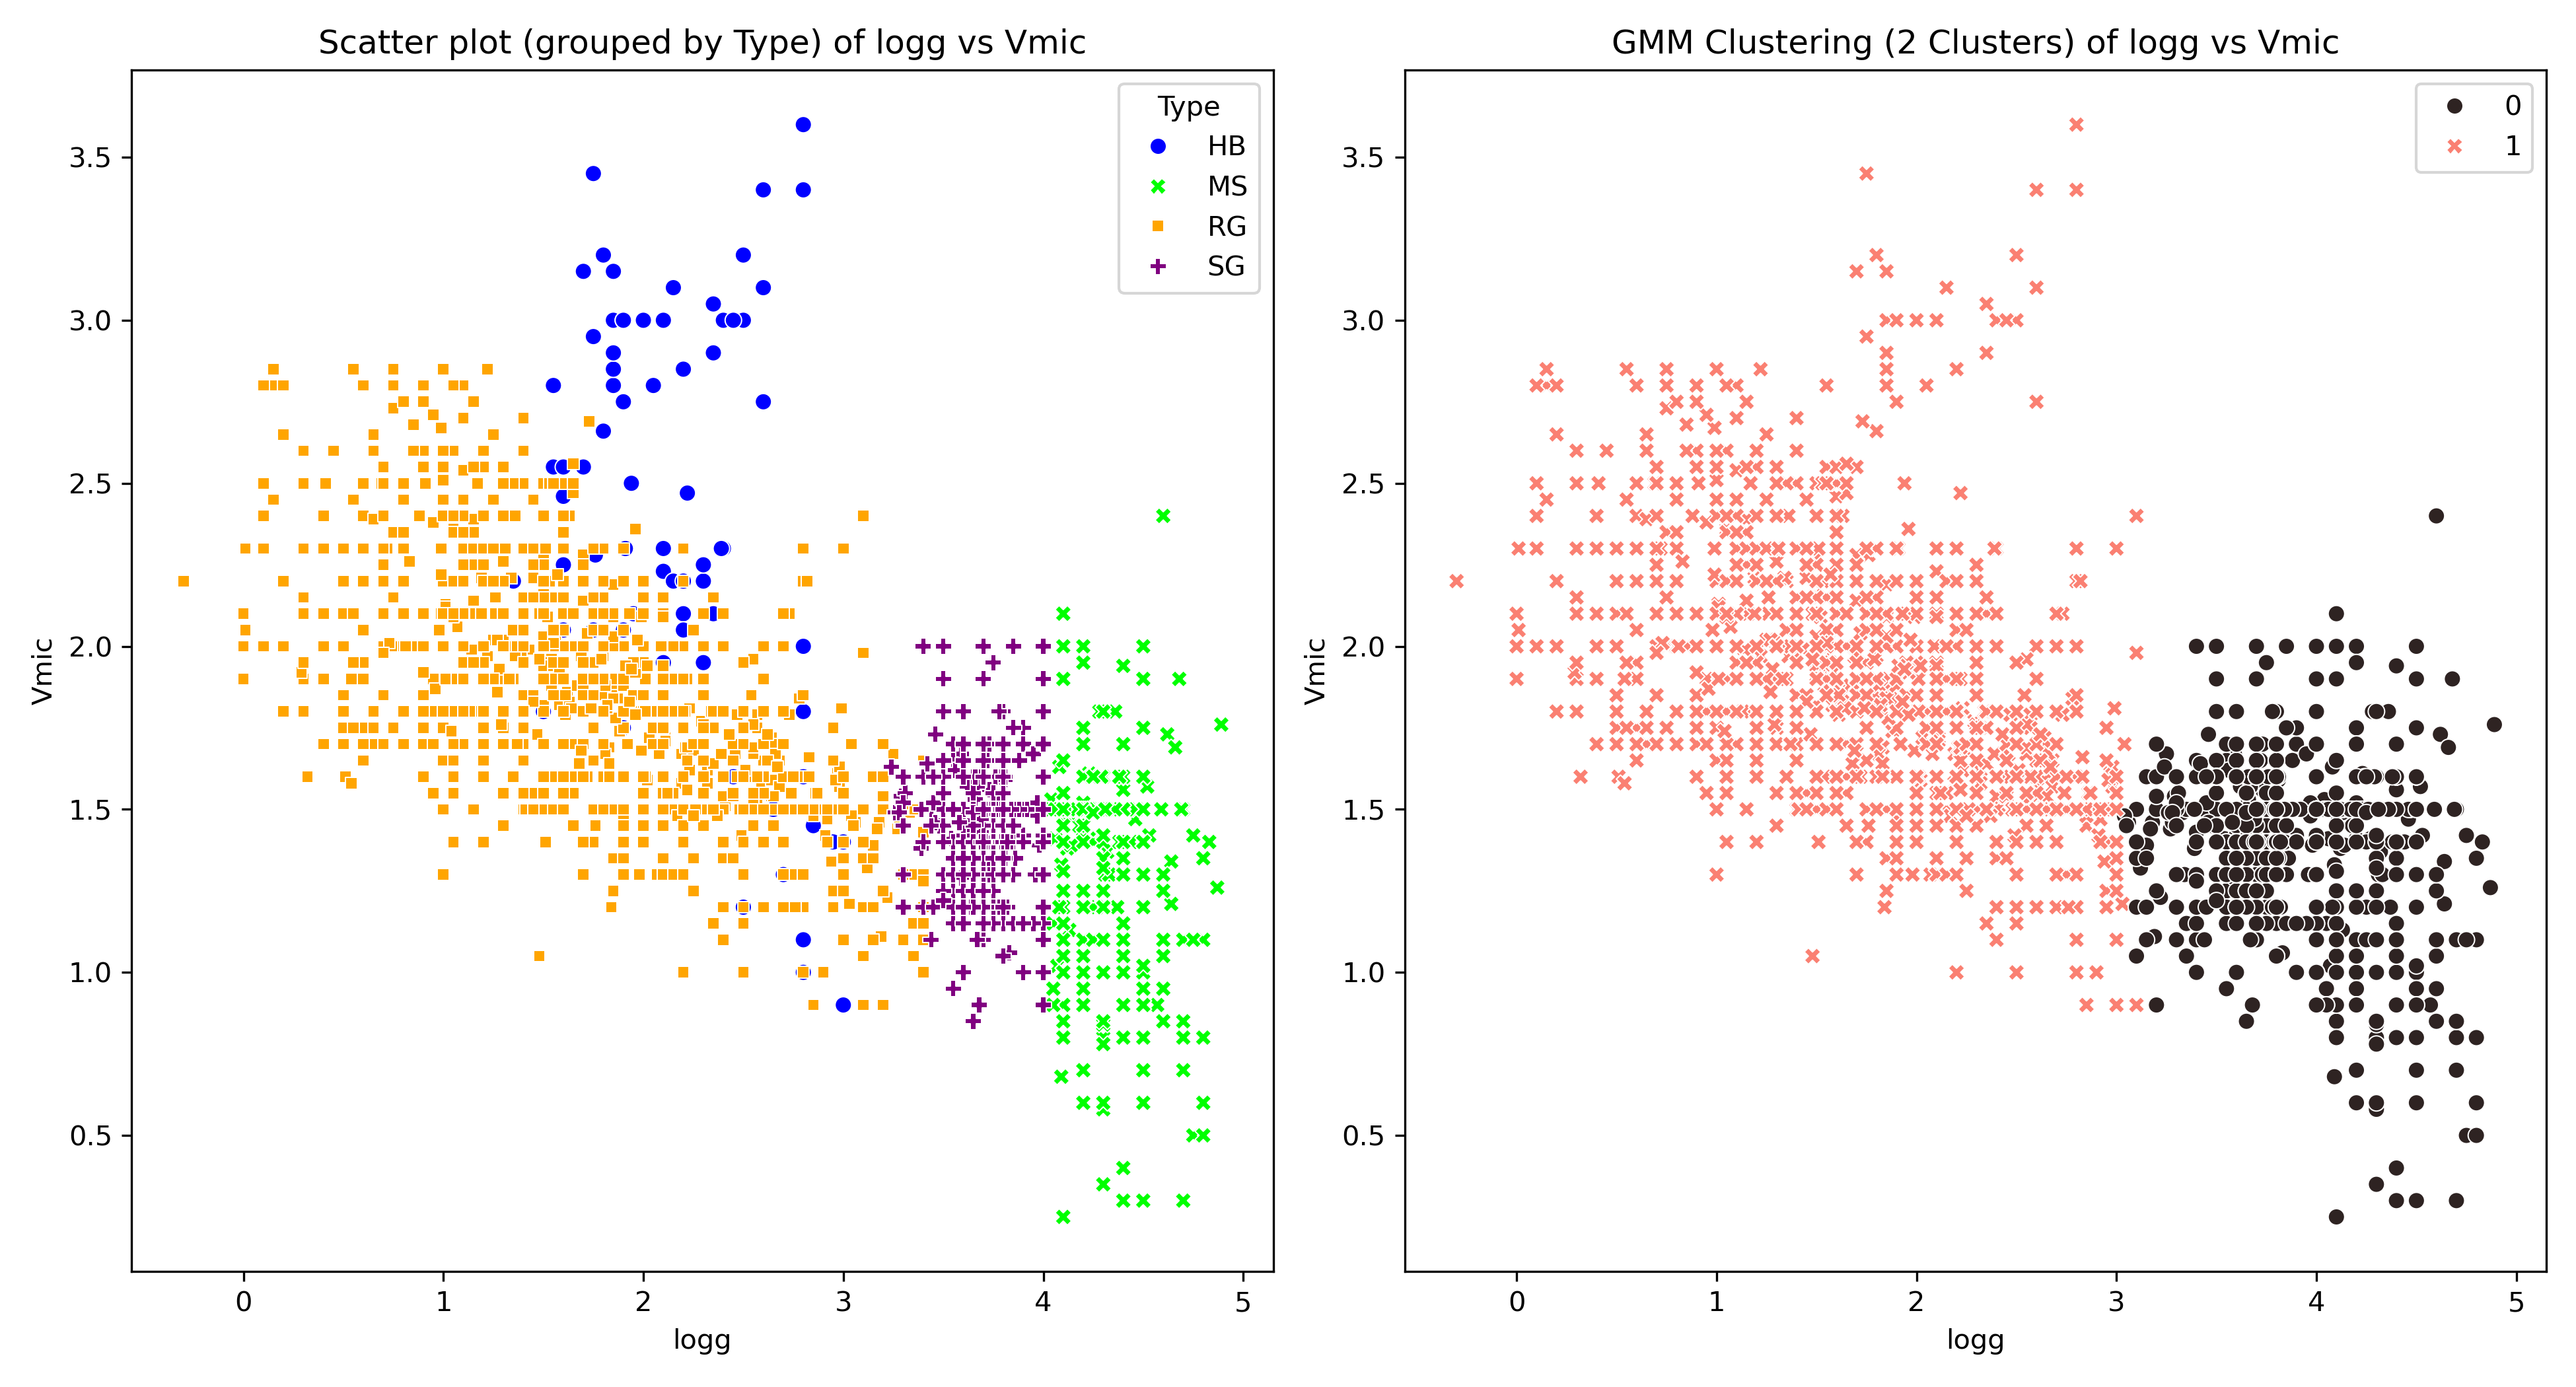 Scatter plot (grouped by Type) of logg vs Vmic
Type
HB
MS
RG
SG
3.5
3.0
2.5
2.0
1.5
1.0
0.5
Vmic
0 1 2 3 4 5
logg
GMM Clustering (2 Clusters) of logg vs Vmic
0
1
3.5
3.0
2.5
2.0
1.5
1.0
0.5
Vmic
0 1 2 3 4 5
logg